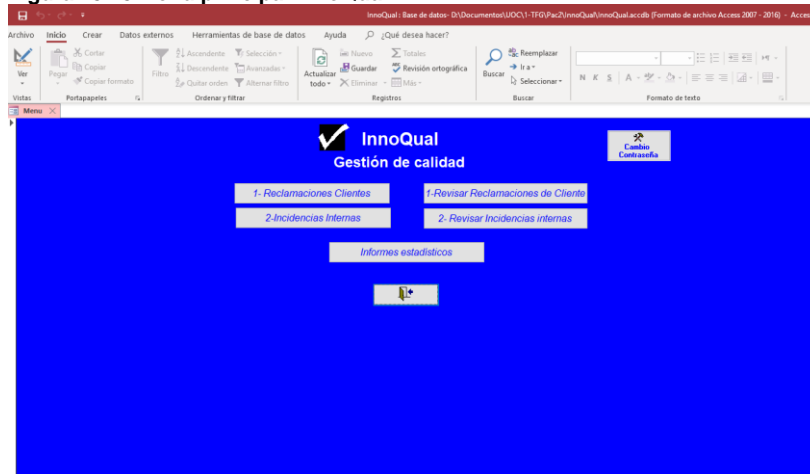 InnoQual : Base de datos- D:\Documentos\UOC\1-TFG\Pac2\InnoQual\InnoQual.accdb (Formato de archivo Access 2007 - 2016) - Acces
Archivo Inicio Crear Datos externos Herramientas de base de datos Ayuda ¿Qué desea hacer?
Ver
Pegar
Cortar
Copiar
Copiar formato
Filtro
Ascendente
Descendente
Quitar orden
Selección
Avanzadas
Alternar filtro
Actualizar
todo
Nuevo
Guardar
Eliminar
Totales
Revisión ortográfica
Más
Buscar
Reemplazar
Ir a
Seleccionar
N K S A
Vistas Portapapeles Ordenar y filtrar Registros Buscar Formato de texto
Menu
InnoQual
Gestión de calidad
Cambio
Contraseña
1- Reclamaciones Clientes 1-Revisar Reclamaciones de Cliente
2-Incidencias Internas 2- Revisar Incidencias internas
Informes estadísticos